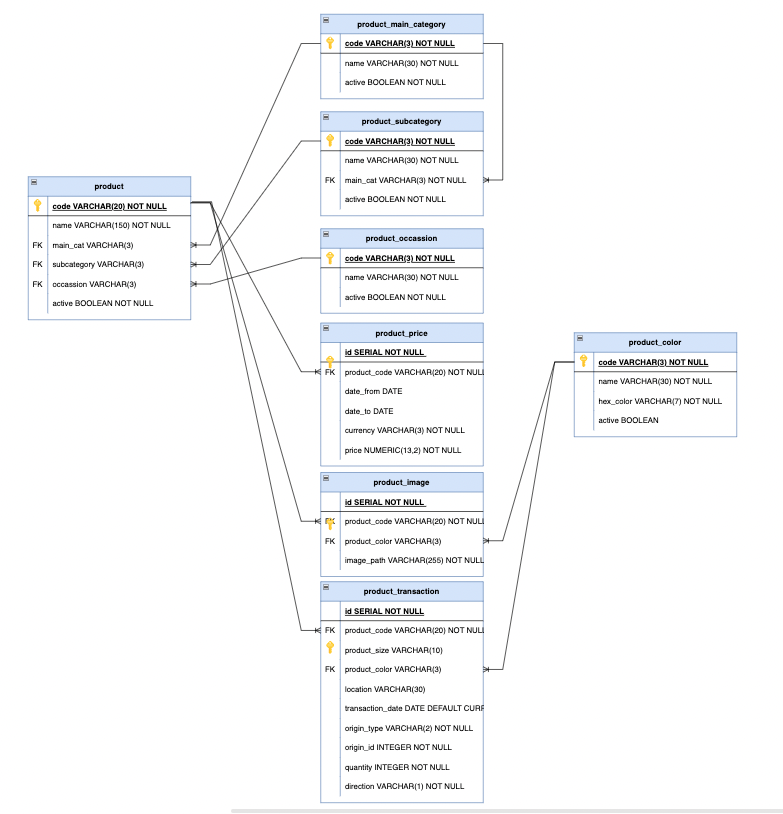 product_main_category
code VARCHAR(3) NOT NULL
name VARCHAR(30) NOT NULL
active BOOLEAN NOT NULL
product_subcategory
code VARCHAR(3) NOT NULL
name VARCHAR(30) NOT NULL
FK main_cat VARCHAR(3) NOT NULL
active BOOLEAN NOT NULL
product
code VARCHAR(20) NOT NULL
name VARCHAR(150) NOT NULL
FK main_cat VARCHAR(3)
FK subcategory VARCHAR(3)
FK occassion VARCHAR(3)
active BOOLEAN NOT NULL
product_occassion
code VARCHAR(3) NOT NULL
name VARCHAR(30) NOT NULL
active BOOLEAN NOT NULL
product_price
id SERIAL NOT NULL
FK product_code VARCHAR(20) NOT NULL
date_from DATE
date_to DATE
currency VARCHAR(3) NOT NULL
price NUMERIC(13,2) NOT NULL
product_color
code VARCHAR(3) NOT NULL
name VARCHAR(30) NOT NULL
hex_color VARCHAR(7) NOT NULL
active BOOLEAN
product_image
id SERIAL NOT NULL
FK product_code VARCHAR(20) NOT NULL
FK product_color VARCHAR(3)
image_path VARCHAR(255) NOT NULL
product_transaction
id SERIAL NOT NULL
FK product_code VARCHAR(20) NOT NULL
product_size VARCHAR(10)
FK product_color VARCHAR(3)
location VARCHAR(30)
transaction_date DATE DEFAULT CURR
origin_type VARCHAR(2) NOT NULL
origin_id INTEGER NOT NULL
quantity INTEGER NOT NULL
direction VARCHAR(1) NOT NULL